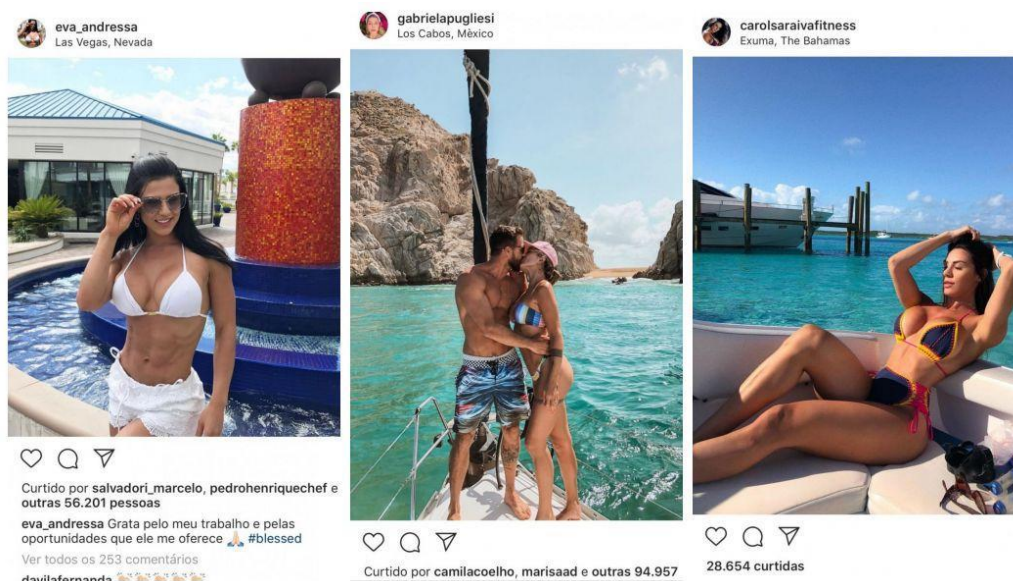 eva_andressa
Las Vegas, Nevada
Curtido por salvadori_marcelo, pedrohenriquechef e
outras 56.201 pessoas
eva_andressa Grata pelo meu trabalho e pelas
oportunidades que ele me oferece 🙏🏼 #blessed
Ver todos os 253 comentários
davilafernanda 👏🏼👏🏼👏🏼👏🏼👏🏼
gabrielapugliesi
Los Cabos, Mèxico
Curtido por camilacoelho, marisaad e outras 94.957
carolsaraivafitness
Exuma, The Bahamas
28.654 curtidas